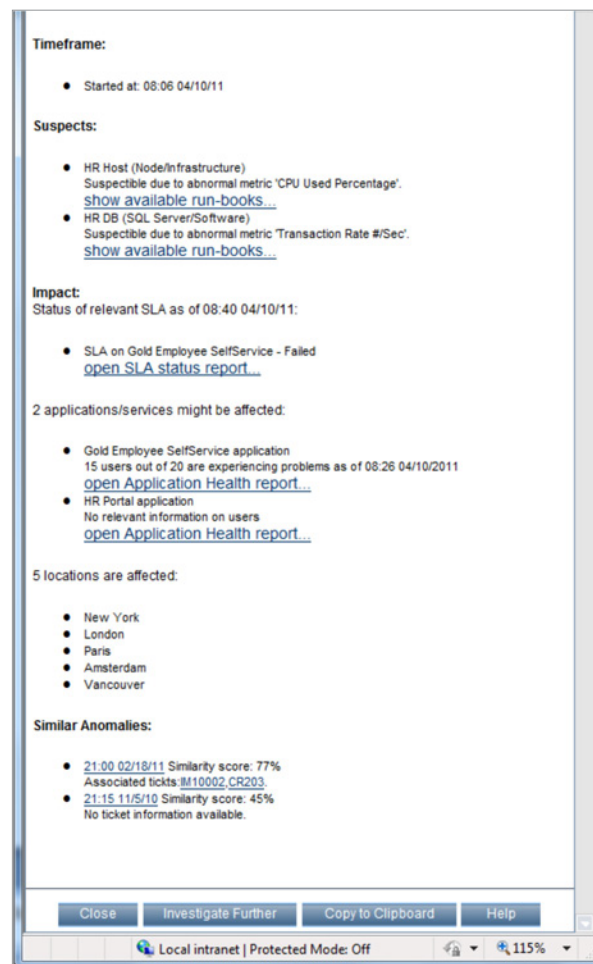 Timeframe:
Started at: 08:06 04/10/11
Suspects:
HR Host (Node/Infrastructure)
Suspectible due to abnormal metric 'CPU Used Percentage'.
show available run-books...
HR DB (SQL Server/Software)
Suspectible due to abnormal metric 'Transaction Rate #/Sec'.
show available run-books...
Impact:
Status of relevant SLA as of 08:40 04/10/11:
SLA on Gold Employee SelfService - Failed
open SLA status report...
2 applications/services might be affected:
Gold Employee SelfService application
15 users out of 20 are experiencing problems as of 08:26 04/10/2011
open Application Health report...
HR Portal application
No relevant information on users
open Application Health report...
5 locations are affected:
New York
London
Paris
Amsterdam
Vancouver
Similar Anomalies:
21:00 02/18/11 Similarity score: 77%
Associated tickts:IM10002,CR203.
21:15 11/5/10 Similarity score: 45%
No ticket information available.
Close Investigate Further Copy to Clipboard Help
Local intranet | Protected Mode: Off 115%